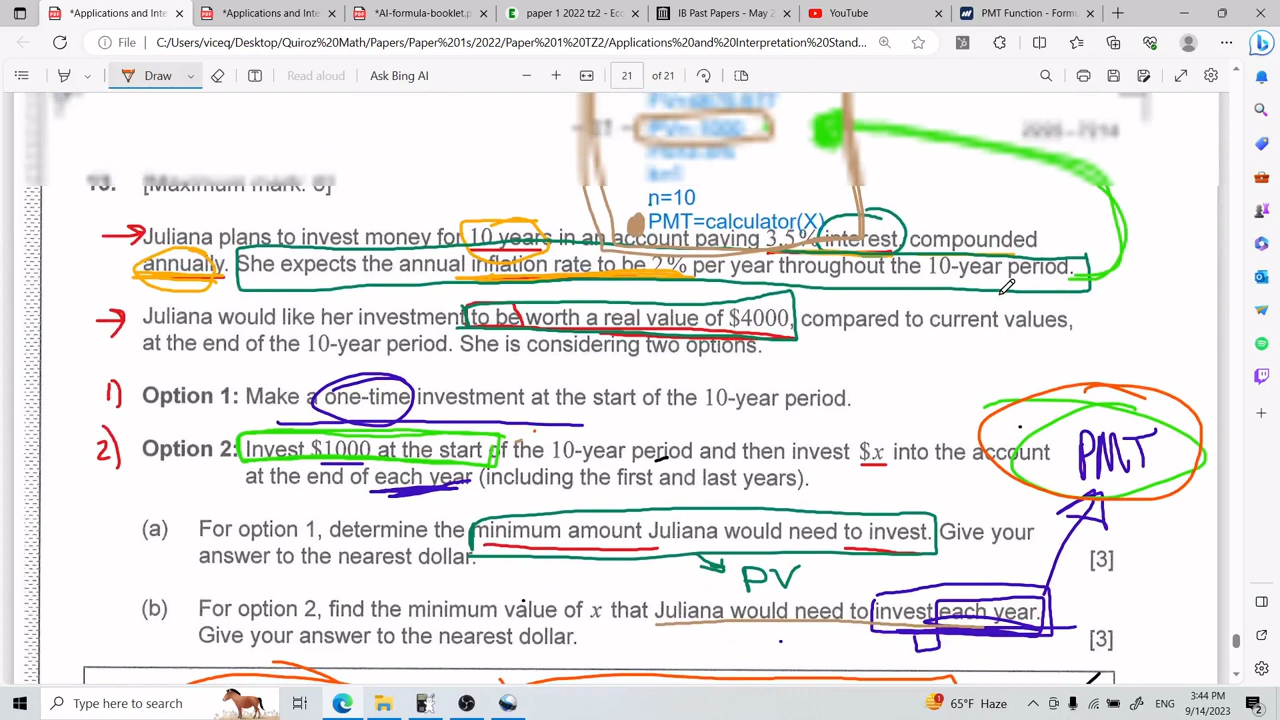 *Applications and Inte
*Applications and Inte
*AI-formula-booklet.p
paper 1 2022 tz2 - Eco
IB Past Papers - May 2
YouTube
PMT Function - Formu
File
C:/Users/viceq/Desktop/Quiroz%20Math/Papers/Paper%201s/2022/Paper%201%20TZ2/Applications%20and%20Interpretation%20Stand...
Draw
Read aloud
Ask Bing AI
21
of 21
PV=-1000
n=10
PMT=calculator(X)
13. [Maximum mark: 6]
Juliana plans to invest money for 10 years in an account paying 3.5% interest, compounded
annually. She expects the annual inflation rate to be 2% per year throughout the 10-year period.
Juliana would like her investment to be worth a real value of $4000, compared to current values,
at the end of the 10-year period. She is considering two options.
1) Option 1: Make a one-time investment at the start of the 10-year period.
2) Option 2: Invest $1000 at the start of the 10-year period and then invest $x into the account
at the end of each year (including the first and last years).
PMT
(a) For option 1, determine the minimum amount Juliana would need to invest. Give your
answer to the nearest dollar. [3]
PV
(b) For option 2, find the minimum value of x that Juliana would need to invest each year.
Give your answer to the nearest dollar. [3]
Type here to search
65°F Haze
ENG
3:44 PM
9/14/2023
2